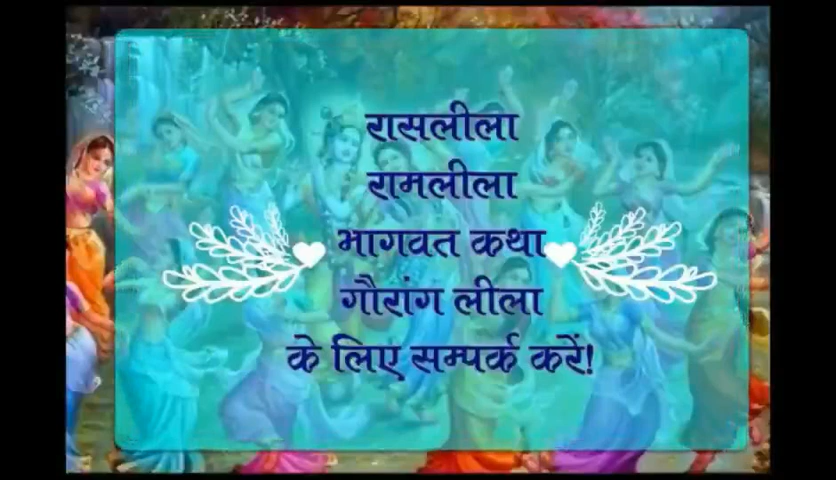 रासलीला
रामलीला
भागवत कथा
गौरांग लीला
के लिए सम्पर्क करें!